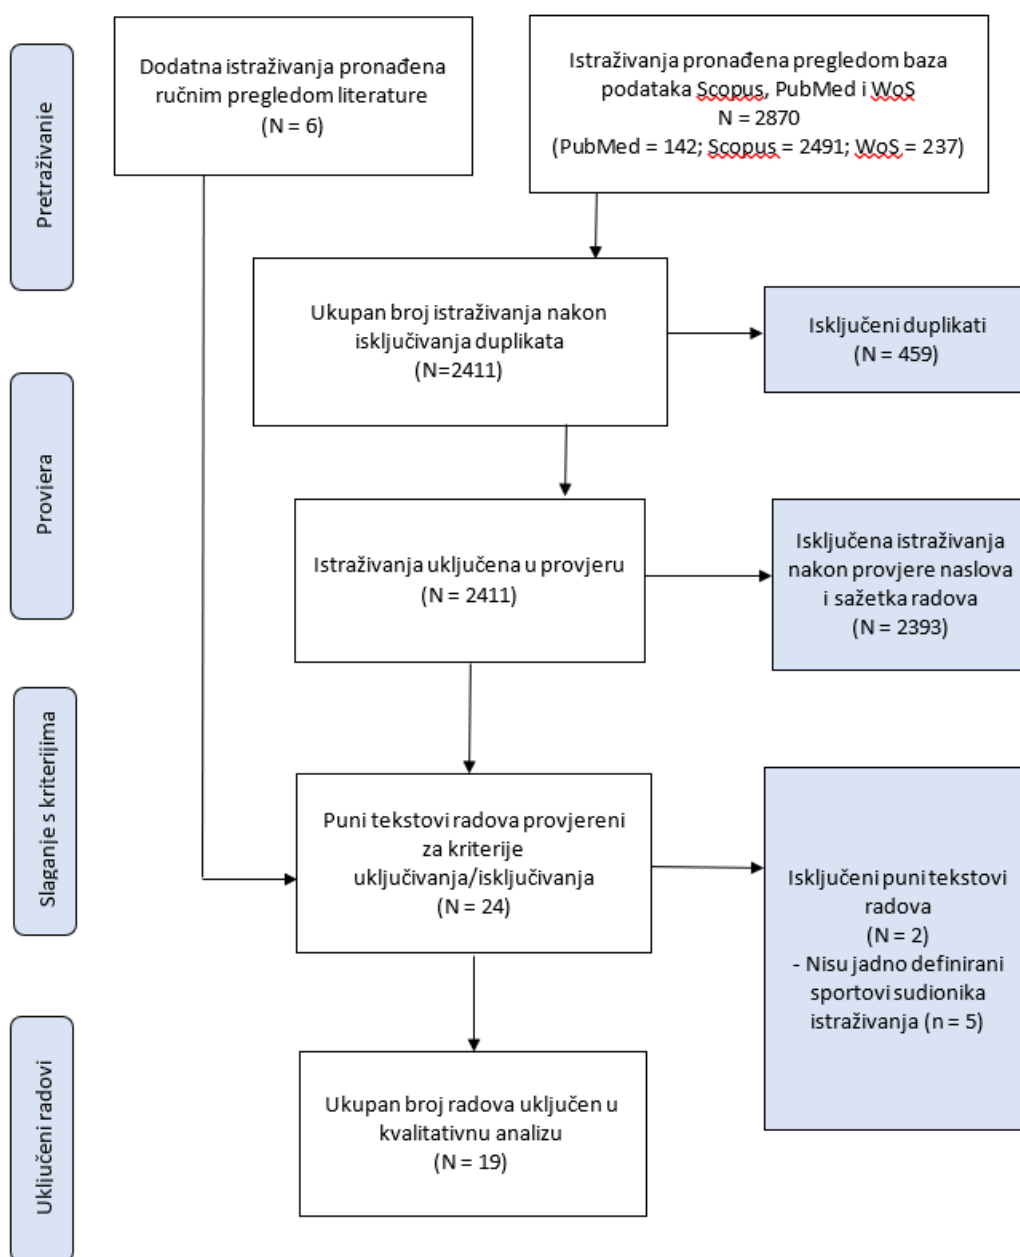 Pretraživanje
Dodatna istraživanja pronađena
ručnim pregledom literature
(N = 6)
Istraživanja pronađena pregledom baza
podataka Scopus, PubMed i WoS
N = 2870
(PubMed = 142; Scopus = 2491; WoS = 237)
Ukupan broj istraživanja nakon
isključivanja duplikata
(N=2411)
Isključeni duplikati
(N = 459)
Provjera
Istraživanja uključena u provjeru
(N = 2411)
Isključena istraživanja
nakon provjere naslova
i sažetka radova
(N = 2393)
Slaganje s kriterijima
Puni tekstovi radova provjereni
za kriterije
uključivanja/isključivanja
(N = 24)
Isključeni puni tekstovi
radova
(N = 2)
- Nisu jadno definirani
sportovi sudionika
istraživanja (n = 5)
Uključeni radovi
Ukupan broj radova uključen u
kvalitativnu analizu
(N = 19)